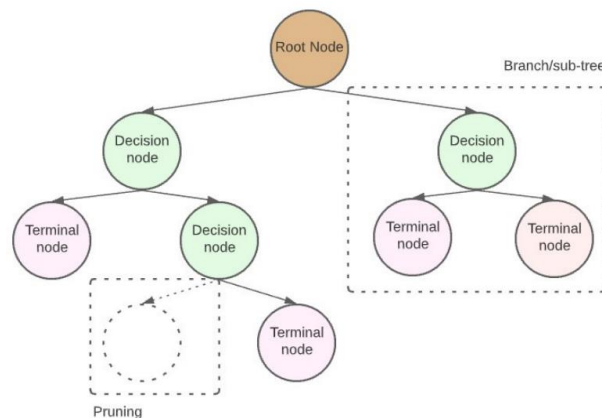 Root Node
Branch/sub-tree
Decision
node
Decision
node
Terminal
node
Decision
node
Terminal
node
Terminal
node
Terminal
node
Pruning